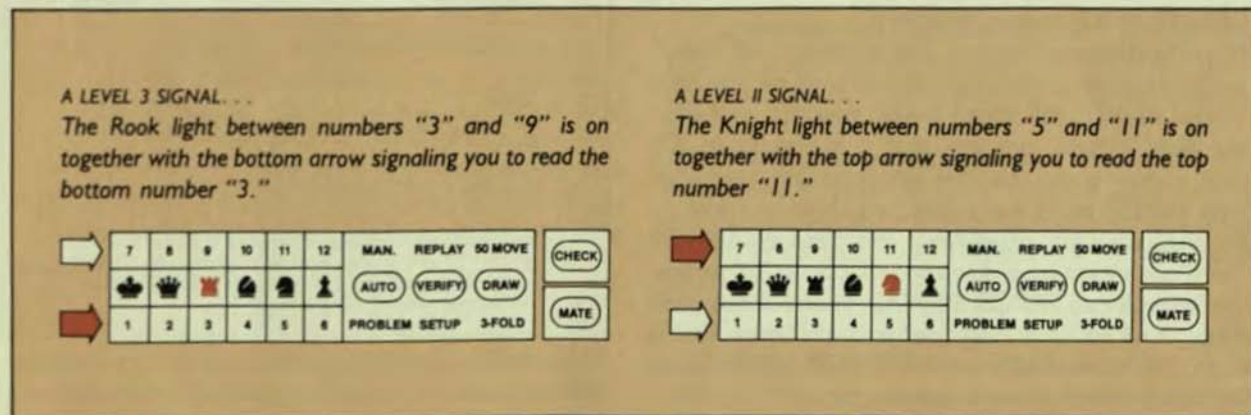 A LEVEL 3 SIGNAL. . .
The Rook light between numbers "3" and "9" is on
together with the bottom arrow signaling you to read the
bottom number "3."
7 8 9 10 11 12 MAN. REPLAY 50 MOVE
CHECK
AUTO VERIFY DRAW
MATE
1 2 3 4 5 6 PROBLEM SETUP 3-FOLD
A LEVEL II SIGNAL. . .
The Knight light between numbers "5" and "11" is on
together with the top arrow signaling you to read the top
number "11."
7 8 9 10 11 12 MAN. REPLAY 50 MOVE
CHECK
AUTO VERIFY DRAW
MATE
1 2 3 4 5 6 PROBLEM SETUP 3-FOLD